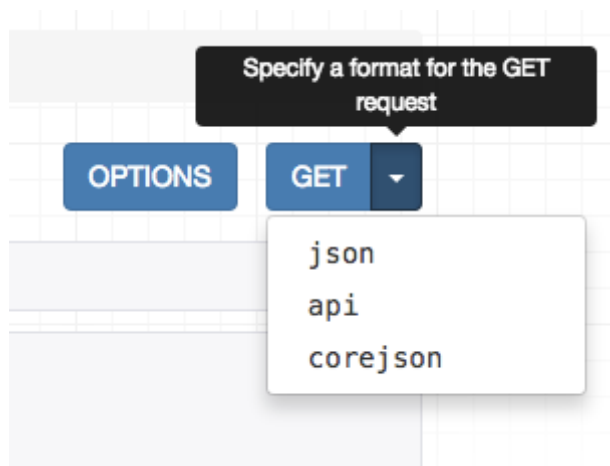 Specify a format for the GET
request
OPTIONS
GET
json
api
corejson